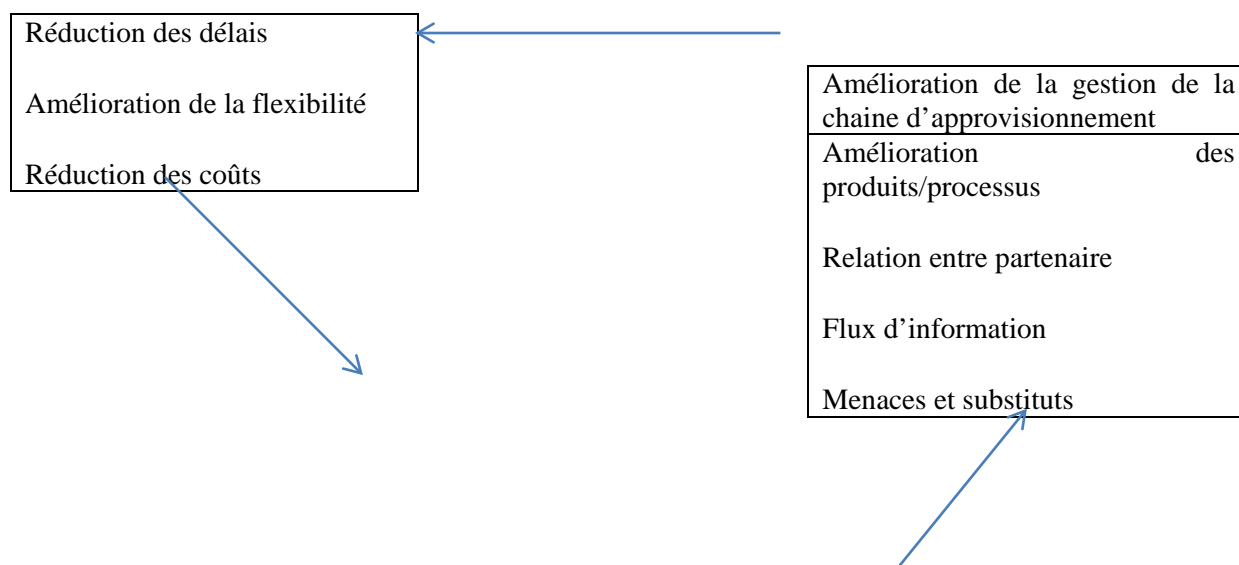 Réduction des délais
Amélioration de la flexibilité
Réduction des coûts
Amélioration de la gestion de la
chaine d’approvisionnement
Amélioration des
produits/processus
Relation entre partenaire
Flux d’information
Menaces et substituts